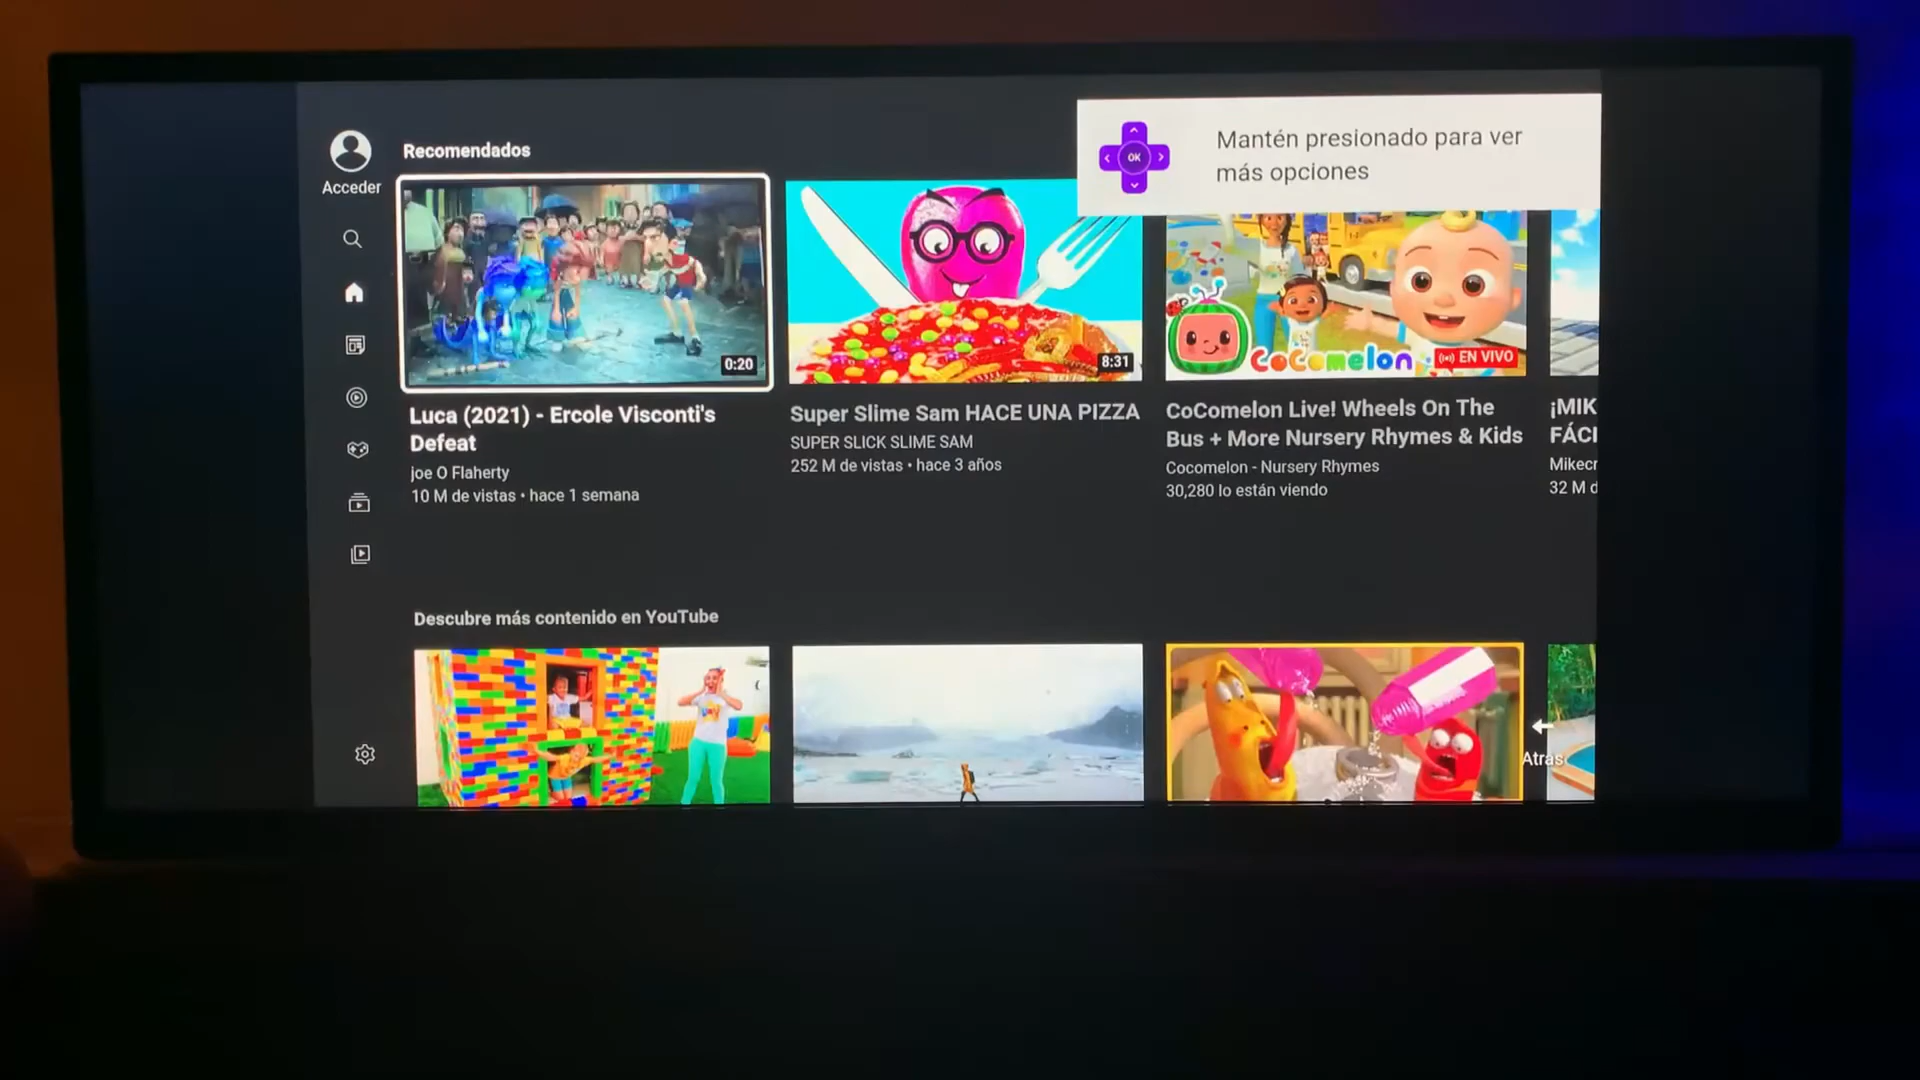 Acceder
Recomendados
OK
Mantén presionado para ver
más opciones
0:20
8:31
CoComelon
EN VIVO
Luca (2021) - Ercole Visconti's
Defeat
joe O Flaherty
10 M de vistas • hace 1 semana
Super Slime Sam HACE UNA PIZZA
SUPER SLICK SLIME SAM
252 M de vistas • hace 3 años
CoComelon Live! Wheels On The
Bus + More Nursery Rhymes & Kids
Cocomelon - Nursery Rhymes
30,280 lo están viendo
¡MIK
FÁCI
Mikecr
32 M d
Descubre más contenido en YouTube
Atras